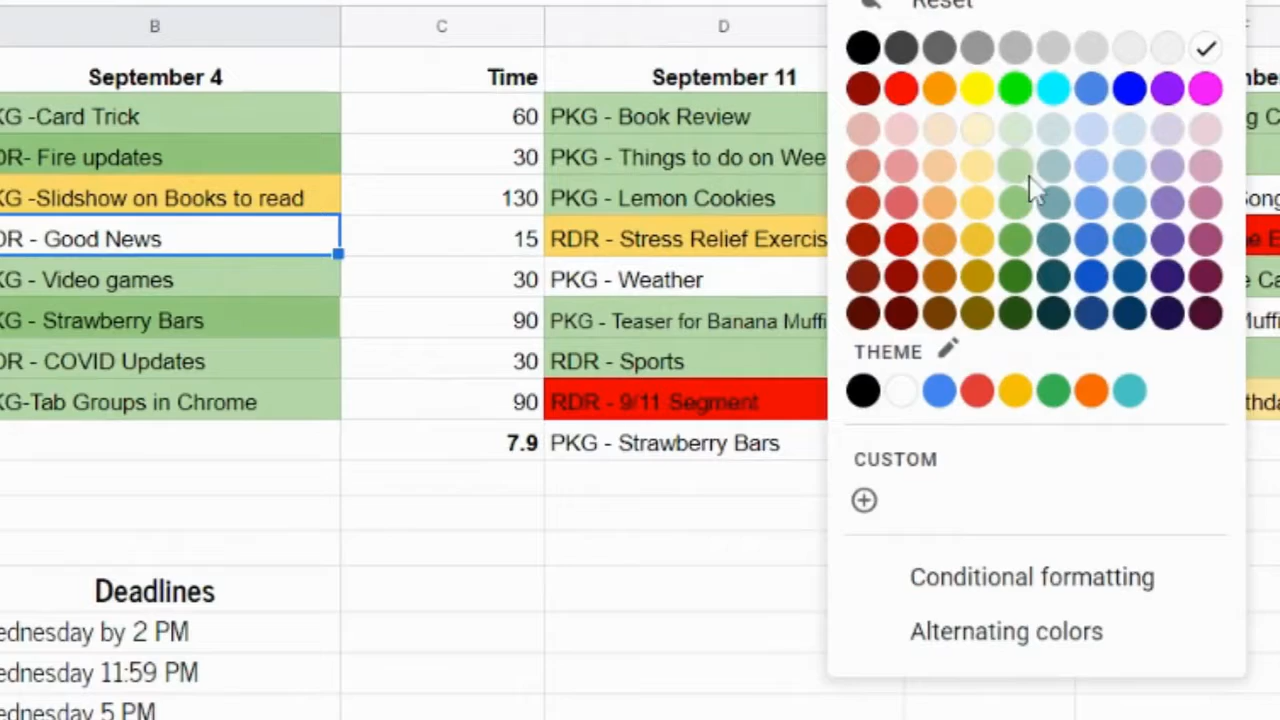 Reset
B C D F
September 4 Time September 11
KG -Card Trick 60 PKG - Book Review g C
DR- Fire updates 30 PKG - Things to do on Wee
KG -Slidshow on Books to read 130 PKG - Lemon Cookies Song
DR - Good News 15 RDR - Stress Relief Exercis e E
KG - Video games 30 PKG - Weather e Ca
KG - Strawberry Bars 90 PKG - Teaser for Banana Muffi Muffi
DR - COVID Updates 30 RDR - Sports
KG-Tab Groups in Chrome 90 RDR - 9/11 Segment thda
7.9 PKG - Strawberry Bars
THEME
CUSTOM
Conditional formatting
Alternating colors
Deadlines
ednesday by 2 PM
ednesday 11:59 PM
ednesday 5 PM